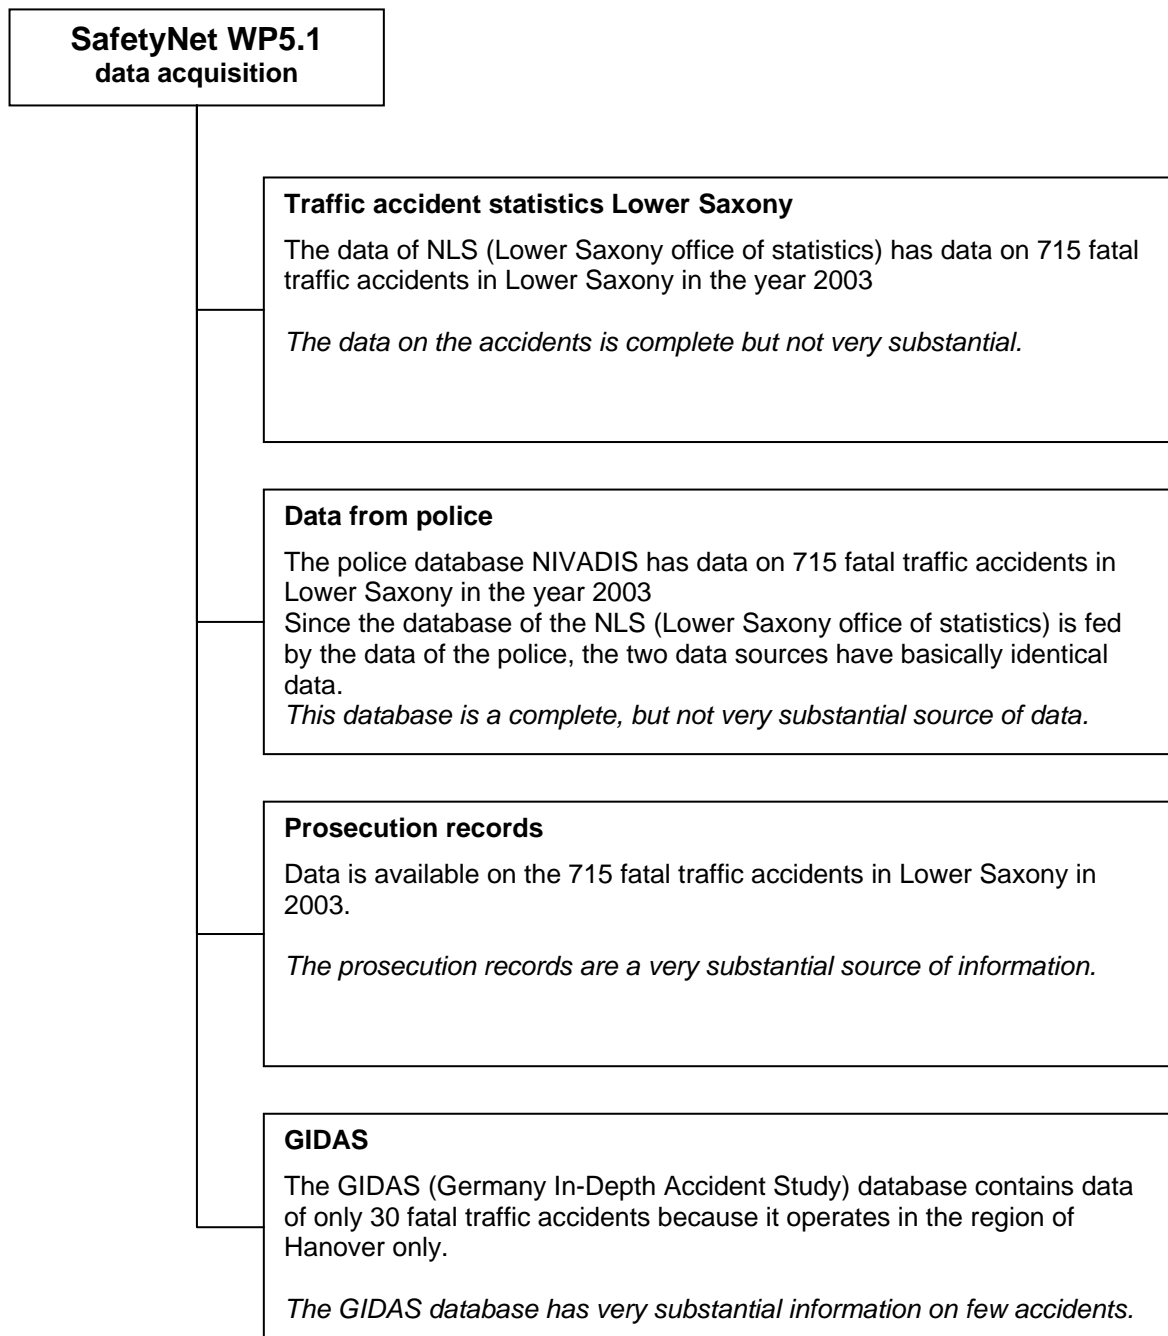 SafetyNet WP5.1
data acquisition
Traffic accident statistics Lower Saxony
The data of NLS (Lower Saxony office of statistics) has data on 715 fatal
traffic accidents in Lower Saxony in the year 2003
The data on the accidents is complete but not very substantial.
Data from police
The police database NIVADIS has data on 715 fatal traffic accidents in
Lower Saxony in the year 2003
Since the database of the NLS (Lower Saxony office of statistics) is fed
by the data of the police, the two data sources have basically identical
data.
This database is a complete, but not very substantial source of data.
Prosecution records
Data is available on the 715 fatal traffic accidents in Lower Saxony in
2003.
The prosecution records are a very substantial source of information.
GIDAS
The GIDAS (Germany In-Depth Accident Study) database contains data
of only 30 fatal traffic accidents because it operates in the region of
Hanover only.
The GIDAS database has very substantial information on few accidents.